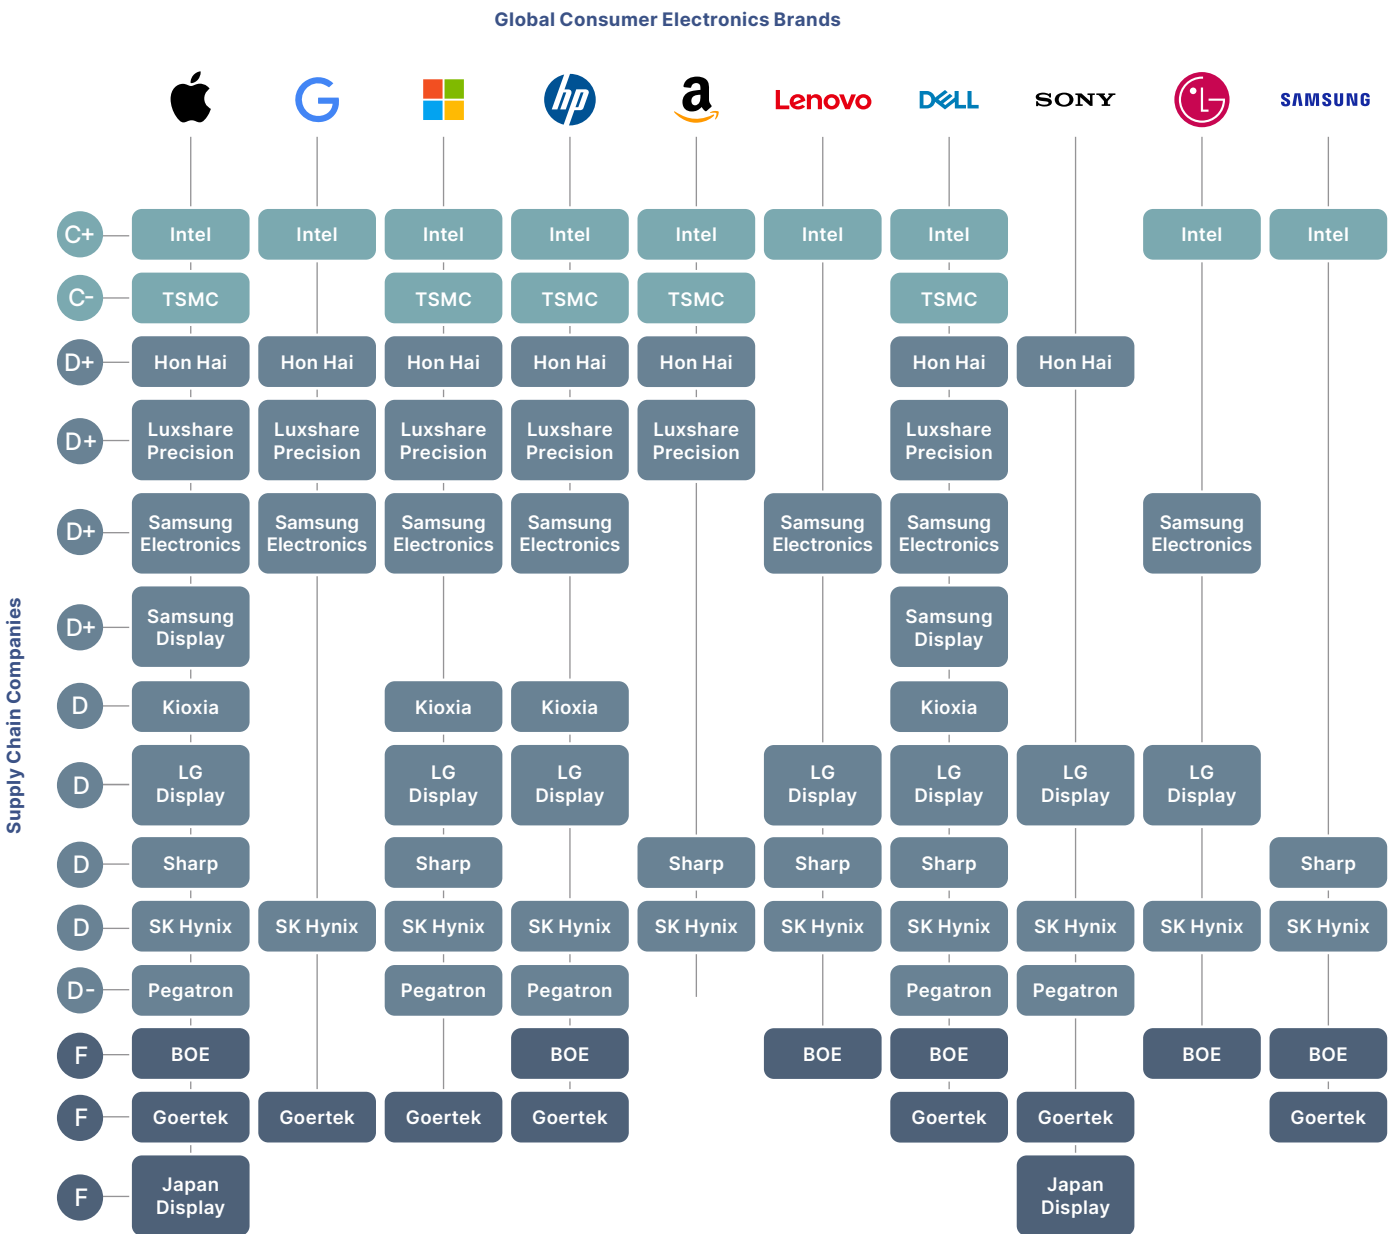 Global Consumer Electronics Brands
hp
a
Lenovo
DELL
SONY
LG
SAMSUNG
Supply Chain Companies
C+
Intel
Intel
Intel
Intel
Intel
Intel
Intel
Intel
Intel
C-
TSMC
TSMC
TSMC
TSMC
TSMC
D+
Hon Hai
Hon Hai
Hon Hai
Hon Hai
Hon Hai
Hon Hai
Hon Hai
D+
Luxshare
Precision
Luxshare
Precision
Luxshare
Precision
Luxshare
Precision
Luxshare
Precision
Luxshare
Precision
D+
Samsung
Electronics
Samsung
Electronics
Samsung
Electronics
Samsung
Electronics
Samsung
Electronics
Samsung
Electronics
Samsung
Electronics
D+
Samsung
Display
Samsung
Display
D
Kioxia
Kioxia
Kioxia
Kioxia
D
LG
Display
LG
Display
LG
Display
LG
Display
LG
Display
LG
Display
LG
Display
D
Sharp
Sharp
Sharp
Sharp
Sharp
Sharp
D
SK Hynix
SK Hynix
SK Hynix
SK Hynix
SK Hynix
SK Hynix
SK Hynix
SK Hynix
SK Hynix
SK Hynix
D-
Pegatron
Pegatron
Pegatron
Pegatron
Pegatron
F
BOE
BOE
BOE
BOE
BOE
BOE
F
Goertek
Goertek
Goertek
Goertek
Goertek
Goertek
Goertek
F
Japan
Display
Japan
Display